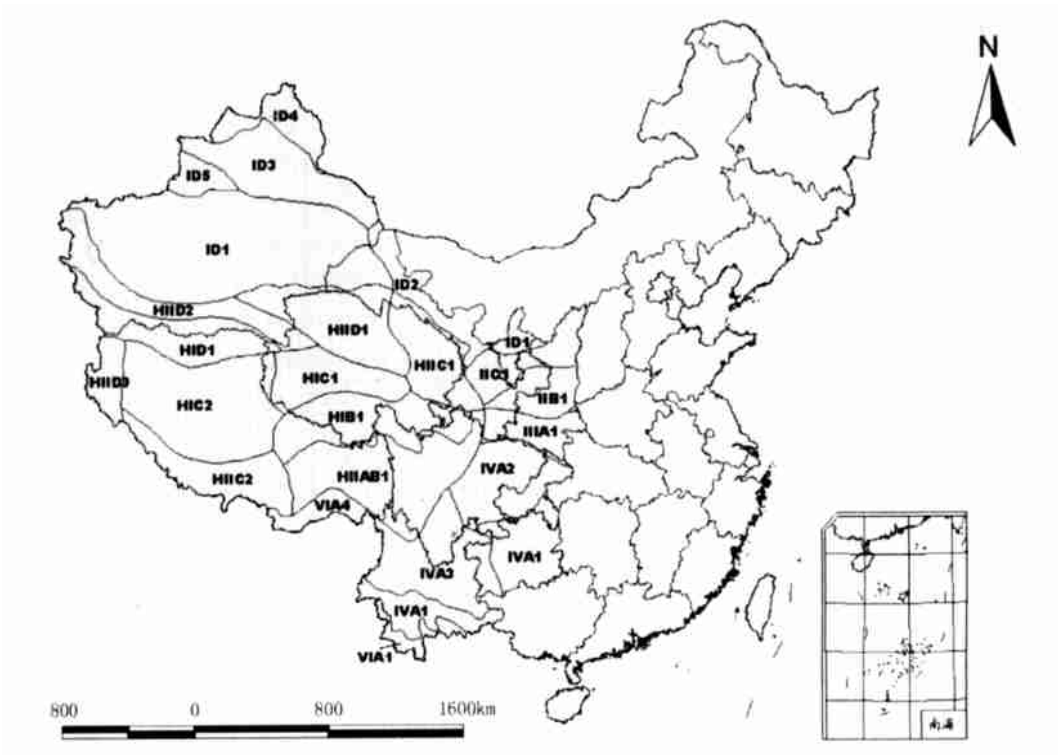 N
ID4
ID3
ID5
ID1
ID2
HIID2
HIID1
ID1
HID1
HIIC1
IIC1
HIID3
HIC1
IIB1
HIC2
HIB1
IIIA1
IVA2
HIIC2
HIIAB1
VIA4
IVA1
IVA3
IVA1
VIA1
800 0 800 1600km
南海